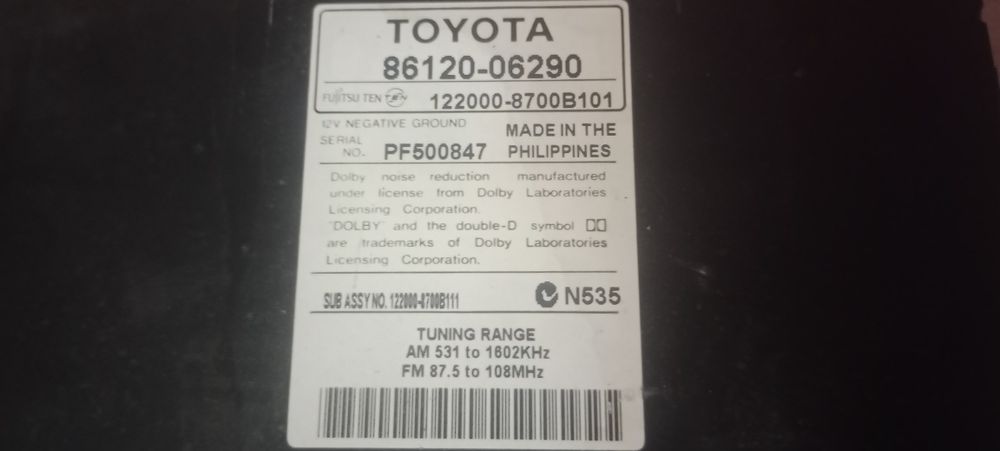 TOYOTA
86120-06290
FUJITSU TEN TEN 122000-8700B101
12V NEGATIVE GROUND
SERIAL NO. PF500847
MADE IN THE PHILIPPINES
Dolby noise reduction manufactured
under license from Dolby Laboratories
Licensing Corporation.
"DOLBY" and the double-D symbol
are trademarks of Dolby Laboratories
Licensing Corporation.
SUB ASSY NO. 122000-8700B111
N535
TUNING RANGE
AM 531 to 1602KHz
FM 87.5 to 108MHz